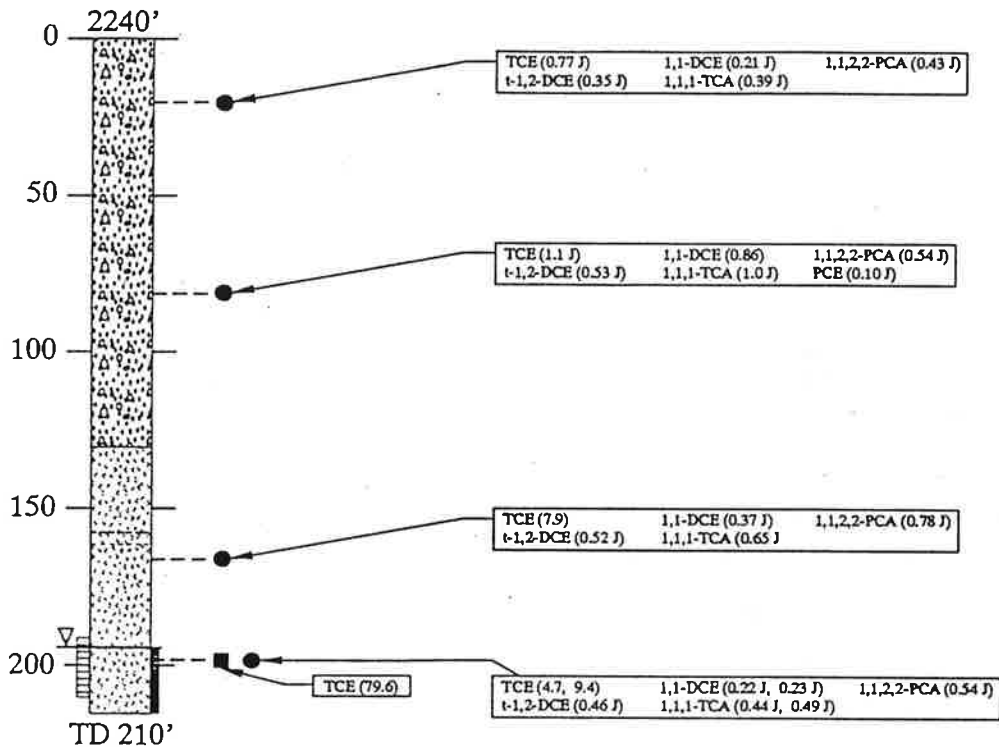 2240'
0
TCE (0.77 J) 1,1-DCE (0.21 J) 1,1,2,2-PCA (0.43 J)
t-1,2-DCE (0.35 J) 1,1,1-TCA (0.39 J)
50
TCE (1.1 J) 1,1-DCE (0.86) 1,1,2,2-PCA (0.54 J)
t-1,2-DCE (0.53 J) 1,1,1-TCA (1.0 J) PCE (0.10 J)
100
150
TCE (7.9) 1,1-DCE (0.37 J) 1,1,2,2-PCA (0.78 J)
t-1,2-DCE (0.52 J) 1,1,1-TCA (0.65 J
200
TCE (79.6)
TCE (4.7, 9.4) 1,1-DCE (0.22 J, 0.23 J) 1,1,2,2-PCA (0.54 J)
t-1,2-DCE (0.46 J) 1,1,1-TCA (0.44 J, 0.49 J)
TD 210'